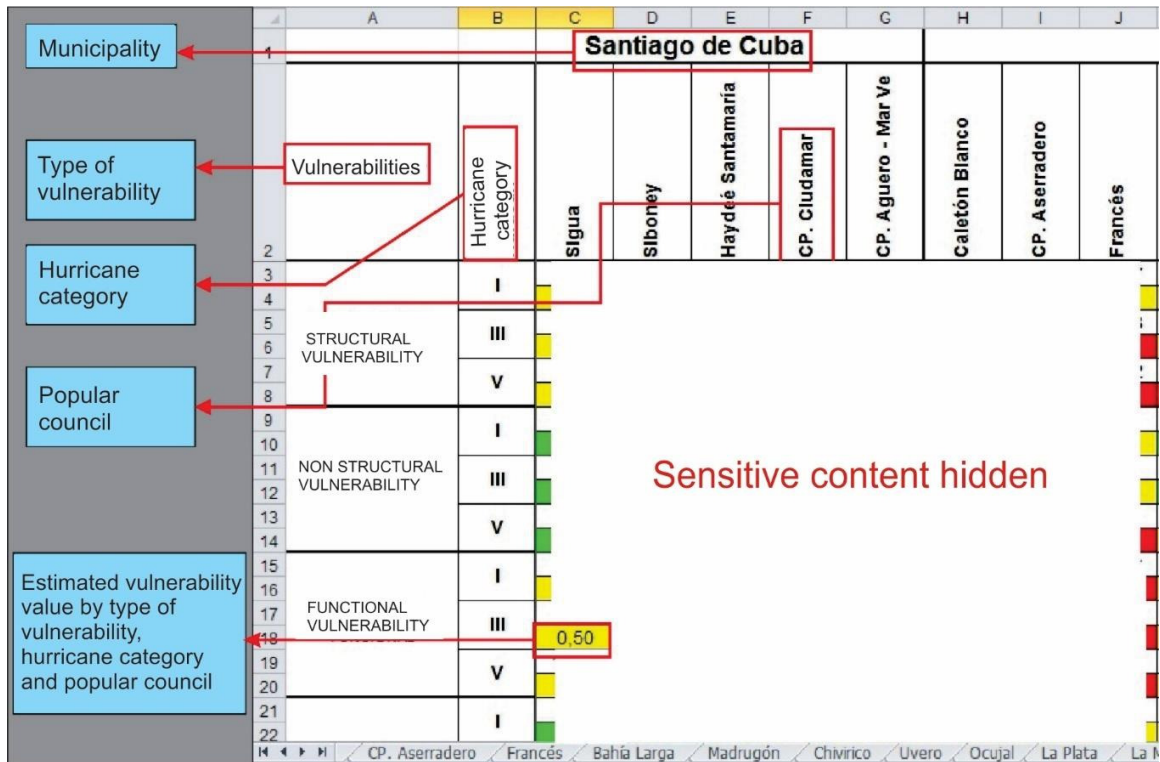 A B C D E F G H I J
Municipality
1
Santiago de Cuba
Type of
vulnerability
Vulnerabilities
Hurricane
category
SIgua
SIboney
Haydeé Santamaría
CP. CIudamar
CP. Aguero - Mar Ve
Caletón Blanco
CP. Aserradero
Francés
2
Hurricane
category
3
I
4
5
STRUCTURAL
VULNERABILITY
III
6
7
V
8
Popular
council
9
I
10
11
NON STRUCTURAL
VULNERABILITY
III
12
Sensitive content hidden
13
V
14
Estimated vulnerability
value by type of
vulnerability,
hurricane category
and popular council
15
I
16
17
FUNCTIONAL
VULNERABILITY
III
18
0,50
19
V
20
21
I
22
CP. Aserradero Francés Bahía Larga Madrugón Chivirico Uvero Ocujal La Plata La